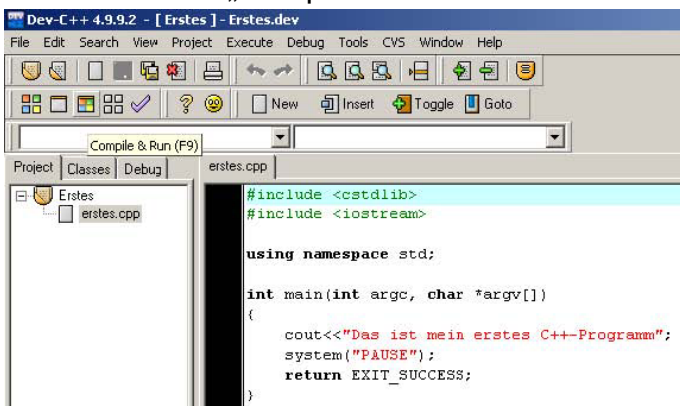 Dev-C++ 4.9.9.2 - [ Erstes ] - Erstes.dev
File Edit Search View Project Execute Debug Tools CVS Window Help
New Insert Toggle Goto
Compile & Run (F9)
Project Classes Debug erstes.cpp
Erstes
erstes.cpp
#include <cstdlib>
#include <iostream>
using namespace std;
int main(int argc, char *argv[])
{
cout<<"Das ist mein erstes C++-Programm";
system("PAUSE");
return EXIT_SUCCESS;
}